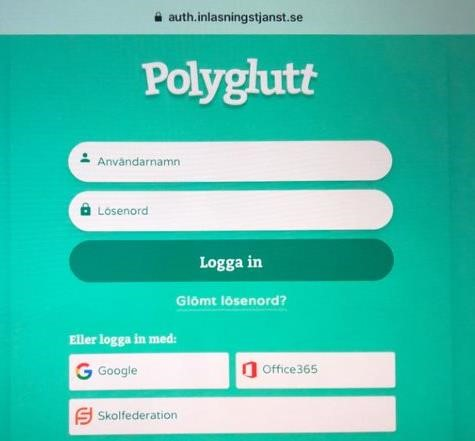 auth.inlasningstjanst.se
Polyglutt
Användarnamn
Lösenord
Logga in
Glömt lösenord?
Eller logga in med:
Google
Office365
Skolfederation